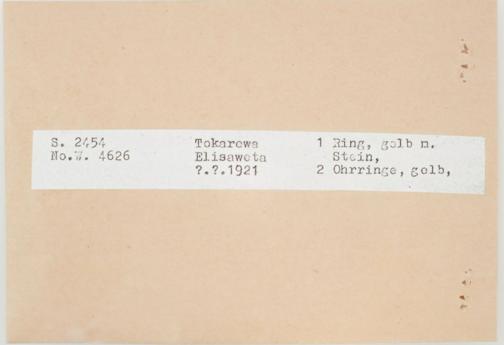 S. 2454 Tokarewa 1 Ring, gelb m.
No.W. 4626 Elisaweta Stein,
?.?.1921 2 Ohrringe, gelb,